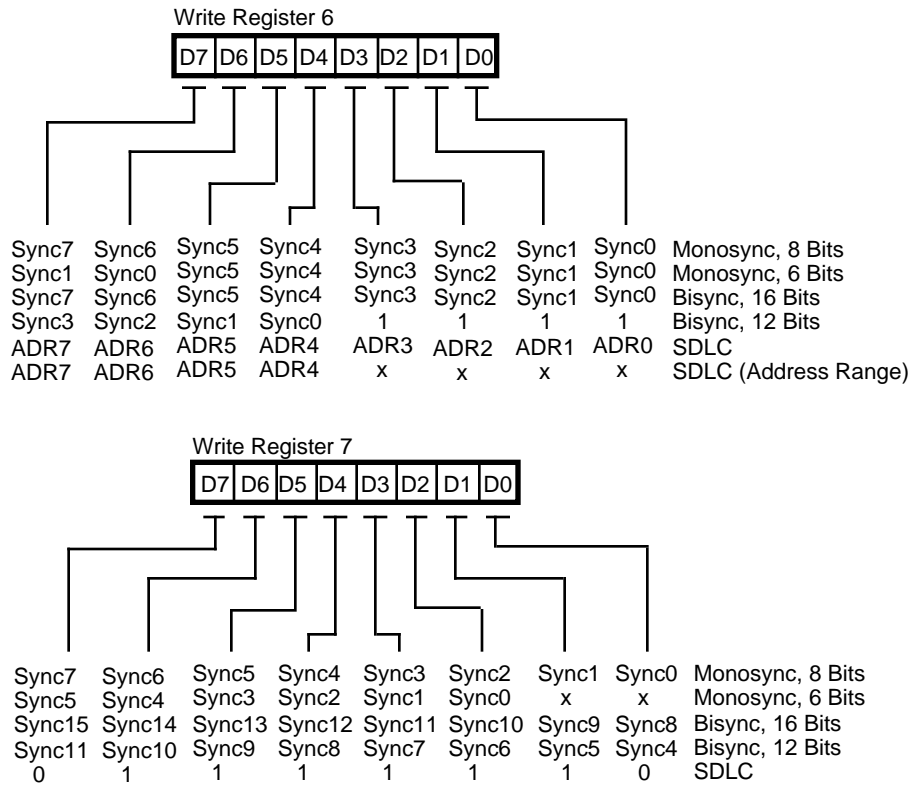 Write Register 6
D7 D6 D5 D4 D3 D2 D1 D0
Sync7 Sync6 Sync5 Sync4 Sync3 Sync2 Sync1 Sync0 Monosync, 8 Bits
Sync1 Sync0 Sync5 Sync4 Sync3 Sync2 Sync1 Sync0 Monosync, 6 Bits
Sync7 Sync6 Sync5 Sync4 Sync3 Sync2 Sync1 Sync0 Bisync, 16 Bits
Sync3 Sync2 Sync1 Sync0 1 1 1 1 Bisync, 12 Bits
ADR7 ADR6 ADR5 ADR4 ADR3 ADR2 ADR1 ADR0 SDLC
ADR7 ADR6 ADR5 ADR4 x x x x SDLC (Address Range)
Write Register 7
D7 D6 D5 D4 D3 D2 D1 D0
Sync7 Sync6 Sync5 Sync4 Sync3 Sync2 Sync1 Sync0 Monosync, 8 Bits
Sync5 Sync4 Sync3 Sync2 Sync1 Sync0 x x Monosync, 6 Bits
Sync15 Sync14 Sync13 Sync12 Sync11 Sync10 Sync9 Sync8 Bisync, 16 Bits
Sync11 Sync10 Sync9 Sync8 Sync7 Sync6 Sync5 Sync4 Bisync, 12 Bits
0 1 1 1 1 1 1 0 SDLC